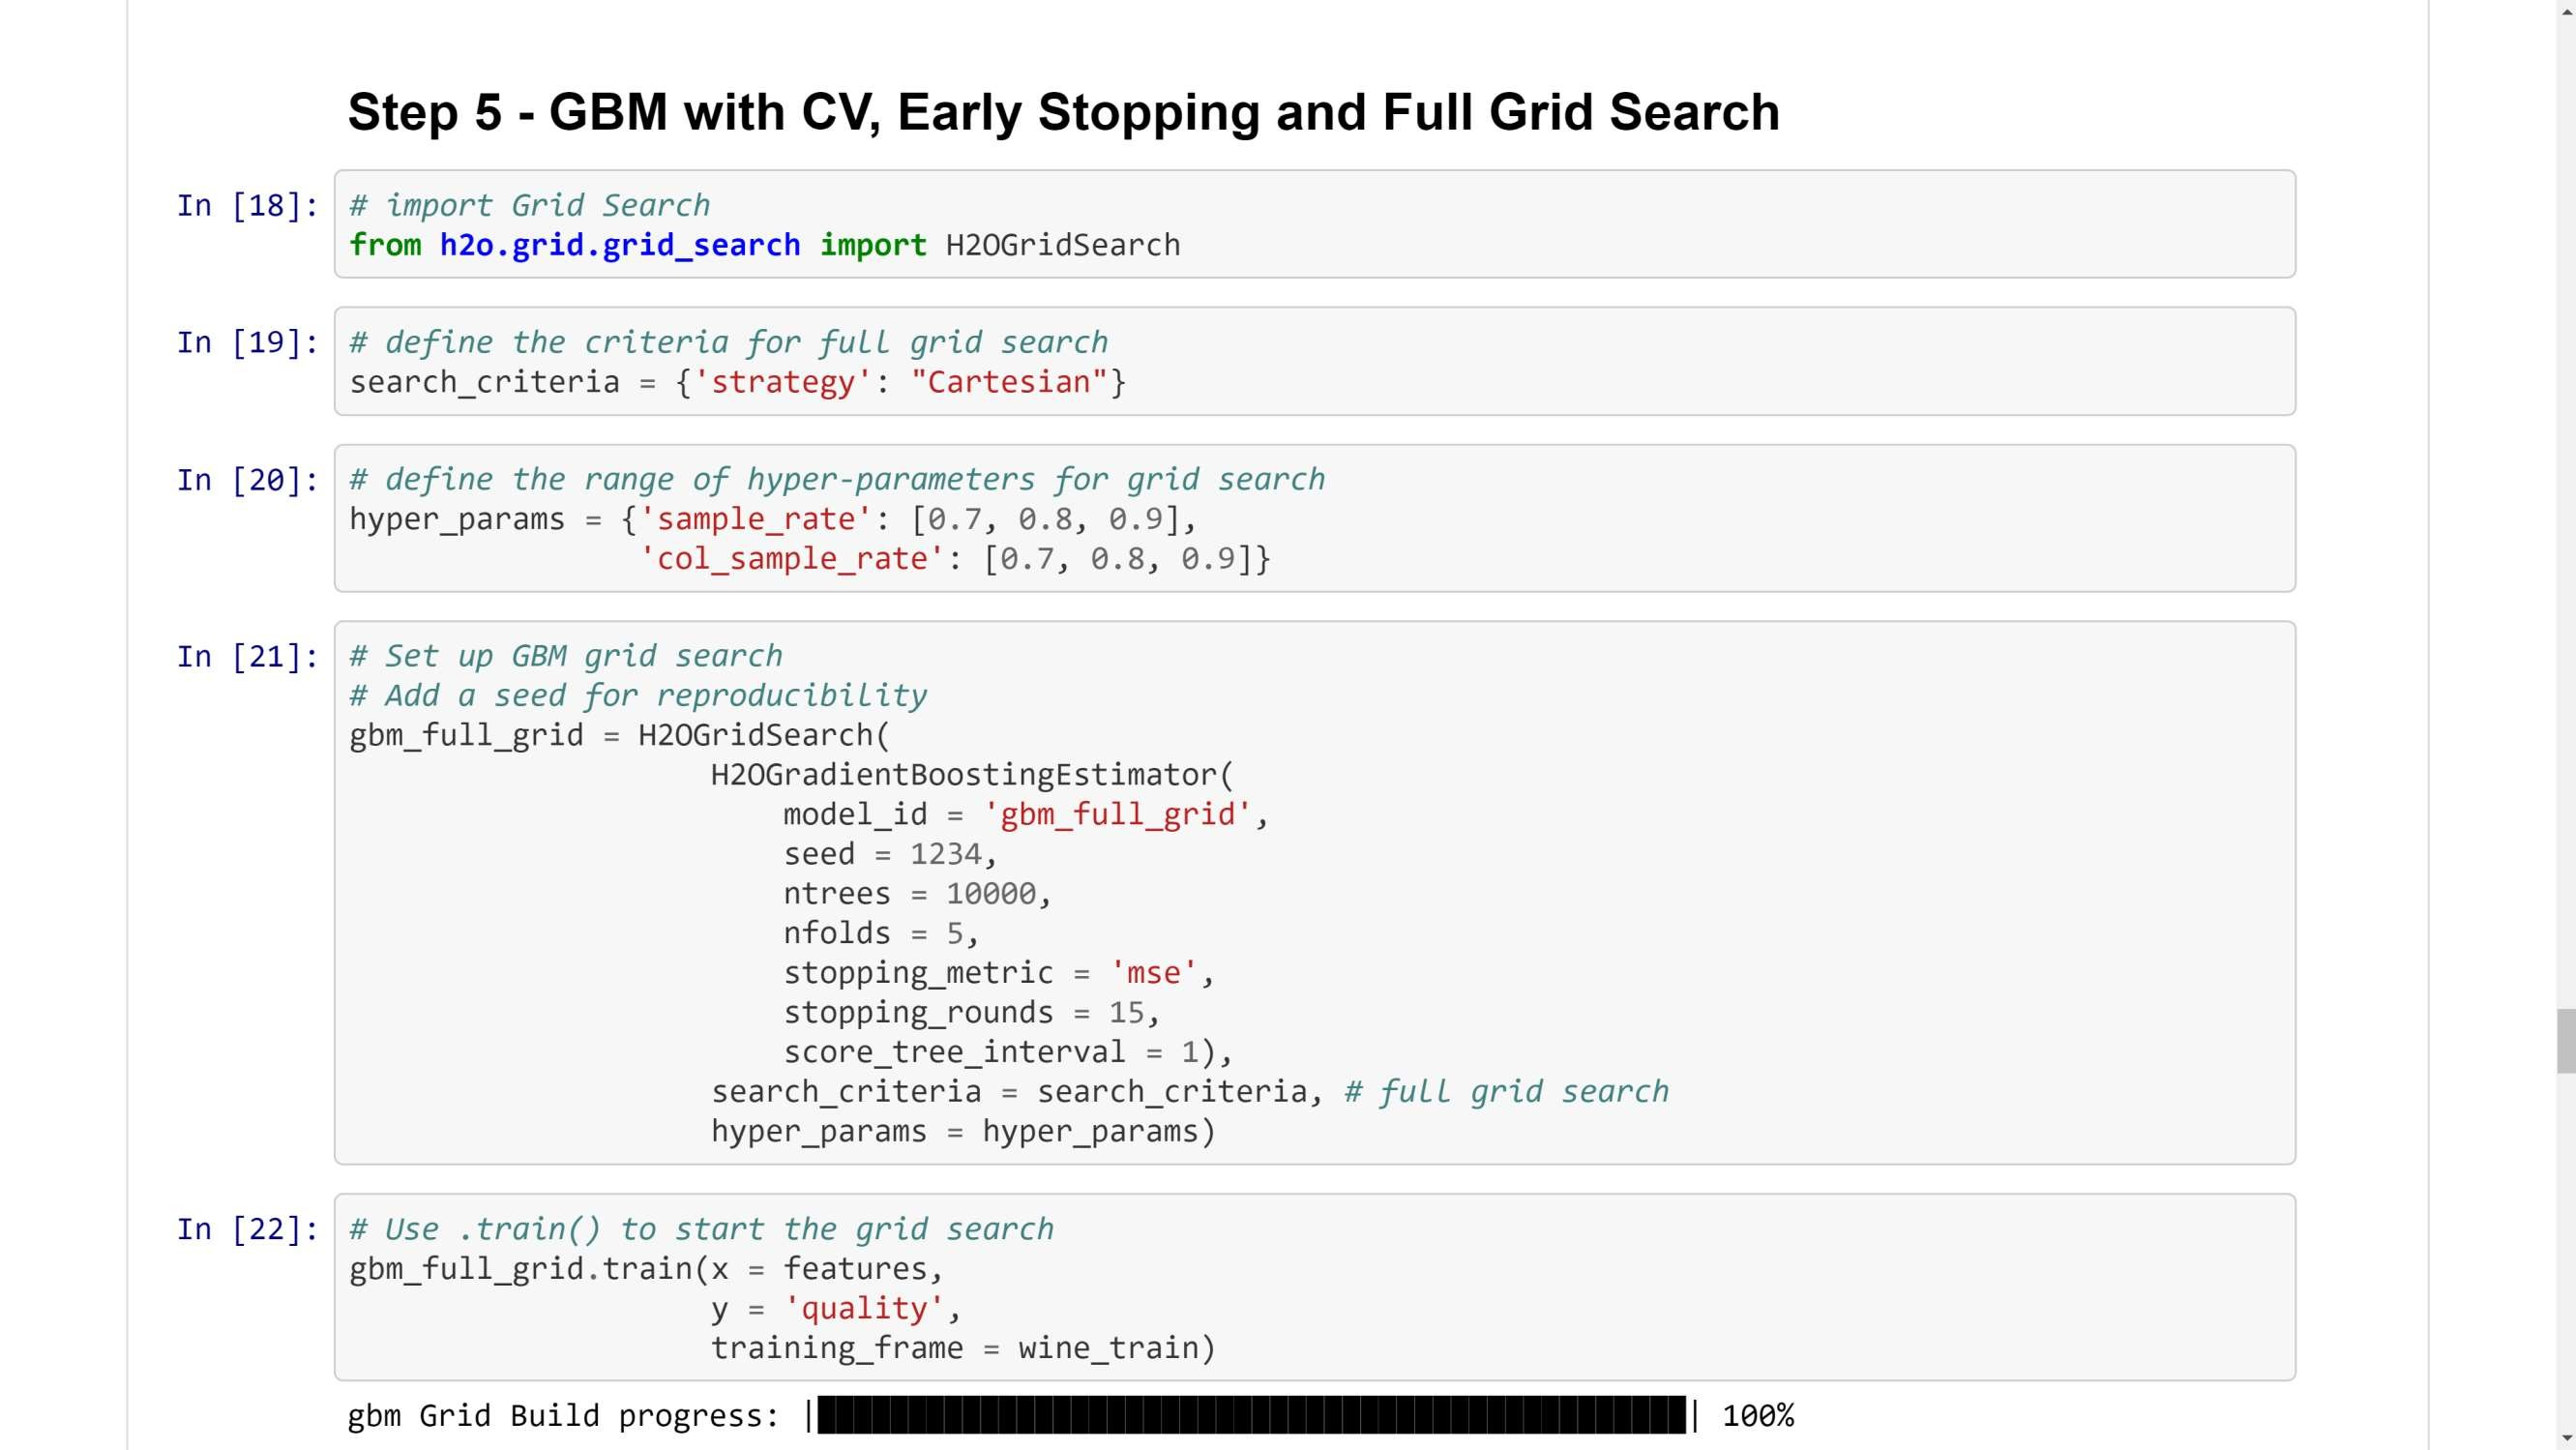 Step 5 - GBM with CV, Early Stopping and Full Grid Search
In [18]: # import Grid Search
from h2o.grid.grid_search import H2OGridSearch
In [19]: # define the criteria for full grid search
search_criteria = {'strategy': "Cartesian"}
In [20]: # define the range of hyper-parameters for grid search
hyper_params = {'sample_rate': [0.7, 0.8, 0.9],
'col_sample_rate': [0.7, 0.8, 0.9]}
In [21]: # Set up GBM grid search
# Add a seed for reproducibility
gbm_full_grid = H2OGridSearch(
H2OGradientBoostingEstimator(
model_id = 'gbm_full_grid',
seed = 1234,
ntrees = 10000,
nfolds = 5,
stopping_metric = 'mse',
stopping_rounds = 15,
score_tree_interval = 1),
search_criteria = search_criteria, # full grid search
hyper_params = hyper_params)
In [22]: # Use .train() to start the grid search
gbm_full_grid.train(x = features,
y = 'quality',
training_frame = wine_train)
gbm Grid Build progress: |█████████████████████████████████████████████████| 100%